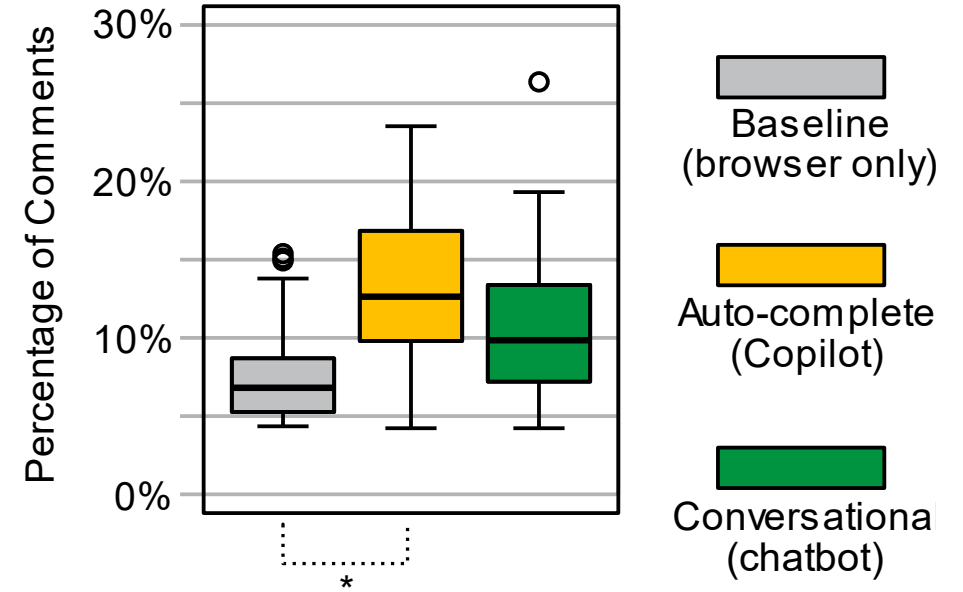 Percentage of Comments
30%
20%
10%
0%
*
Baseline
(browser only)
Auto-complete
(Copilot)
Conversational
(chatbot)